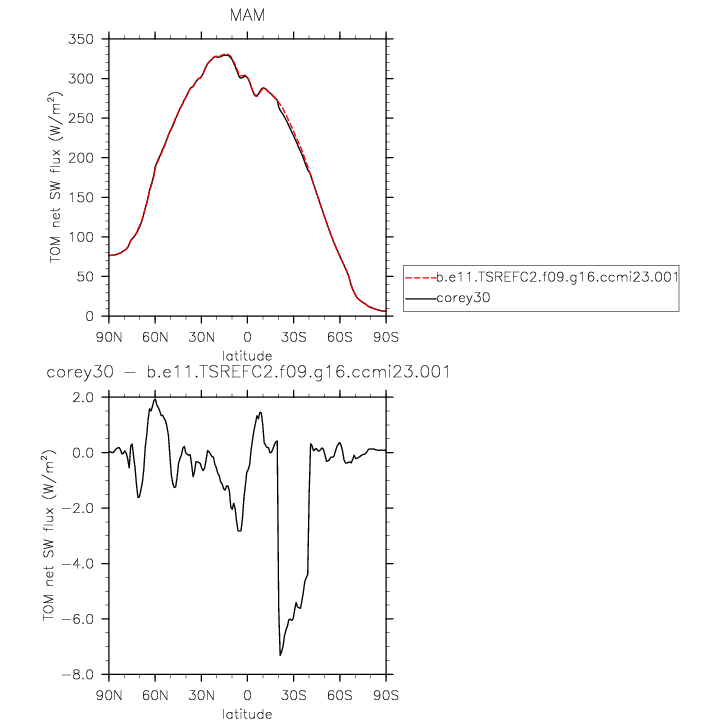 MAM
350
300
250
200
150
100
50
0
TOM net SW flux (W/m²)
90N 60N 30N 0 30S 60S 90S
latitude
b.e11.TSREFC2.f09.g16.ccmi23.001
corey30
corey30 − b.e11.TSREFC2.f09.g16.ccmi23.001
2.0
0.0
−2.0
−4.0
−6.0
−8.0
TOM net SW flux (W/m²)
90N 60N 30N 0 30S 60S 90S
latitude